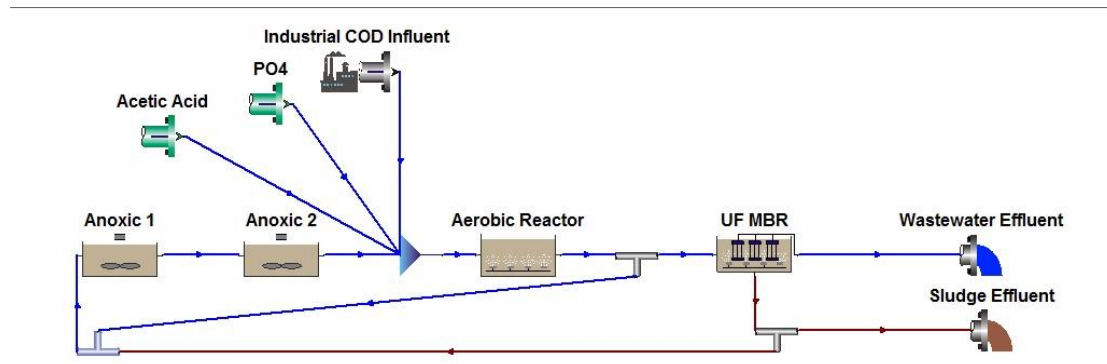 Industrial COD Influent
PO4
Acetic Acid
Anoxic 1
Anoxic 2
Aerobic Reactor
UF MBR
Wastewater Effluent
Sludge Effluent